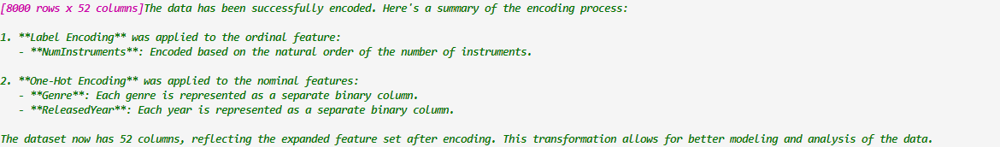 [8000 rows x 52 columns]The data has been successfully encoded. Here's a summary of the encoding process:
1. **Label Encoding** was applied to the ordinal feature:
- **NumInstruments**: Encoded based on the natural order of the number of instruments.
2. **One-Hot Encoding** was applied to the nominal features:
- **Genre**: Each genre is represented as a separate binary column.
- **ReleasedYear**: Each year is represented as a separate binary column.
The dataset now has 52 columns, reflecting the expanded feature set after encoding. This transformation allows for better modeling and analysis of the data.